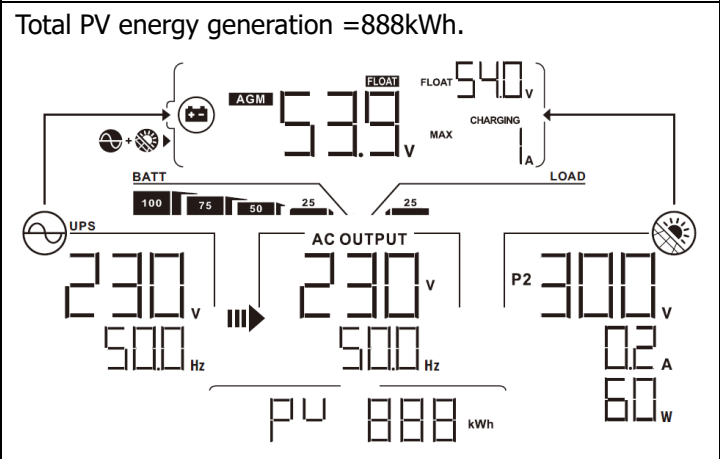 Total PV energy generation =888kWh.
FLOAT
AGM
53.9 V
FLOAT 54.0 V
MAX CHARGING 1 A
BATT
LOAD
100 75 50 25
25
UPS
AC OUTPUT
230 V
230 V
P2 300 V
50.0 Hz
50.0 Hz
0.2 A
60 W
PV 888 kWh